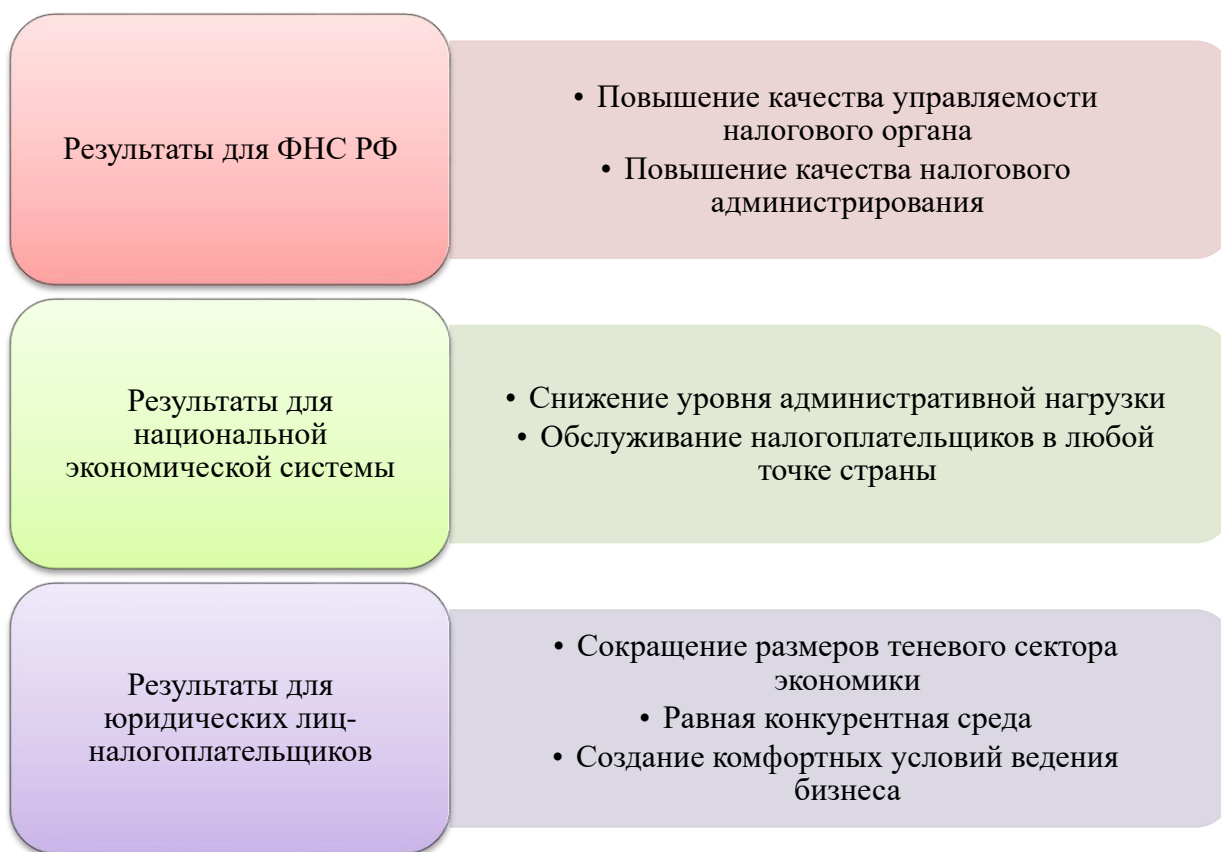 Результаты для ФНС РФ
• Повышение качества управляемости
налогового органа
• Повышение качества налогового
администрирования
Результаты для
национальной
экономической системы
• Снижение уровня административной нагрузки
• Обслуживание налогоплательщиков в любой
точке страны
Результаты для
юридических лиц-
налогоплательщиков
• Сокращение размеров теневого сектора
экономики
• Равная конкурентная среда
• Создание комфортных условий ведения
бизнеса